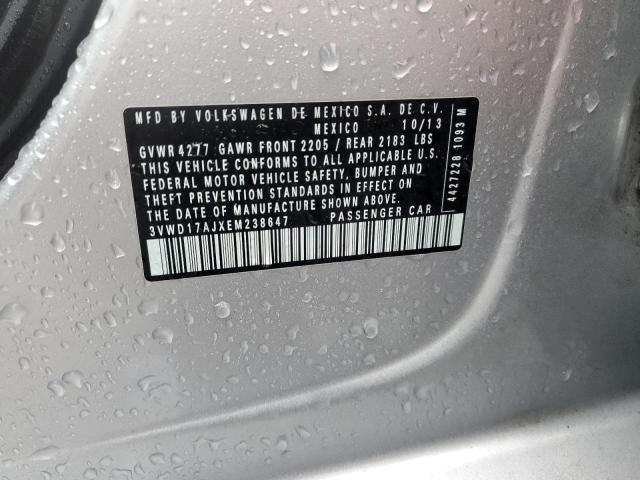 MFD BY VOLKSWAGEN DE MEXICO S.A. DE C.V.
MEXICO 10/13
GVWR 4277 GAWR FRONT 2205 / REAR 2183 LBS
THIS VEHICLE CONFORMS TO ALL APPLICABLE U.S.
FEDERAL MOTOR VEHICLE SAFETY, BUMPER AND
THEFT PREVENTION STANDARDS IN EFFECT ON
THE DATE OF MANUFACTURE SHOWN ABOVE.
3VWD17AJXEM238647 PASSENGER CAR
4427228 1093 M